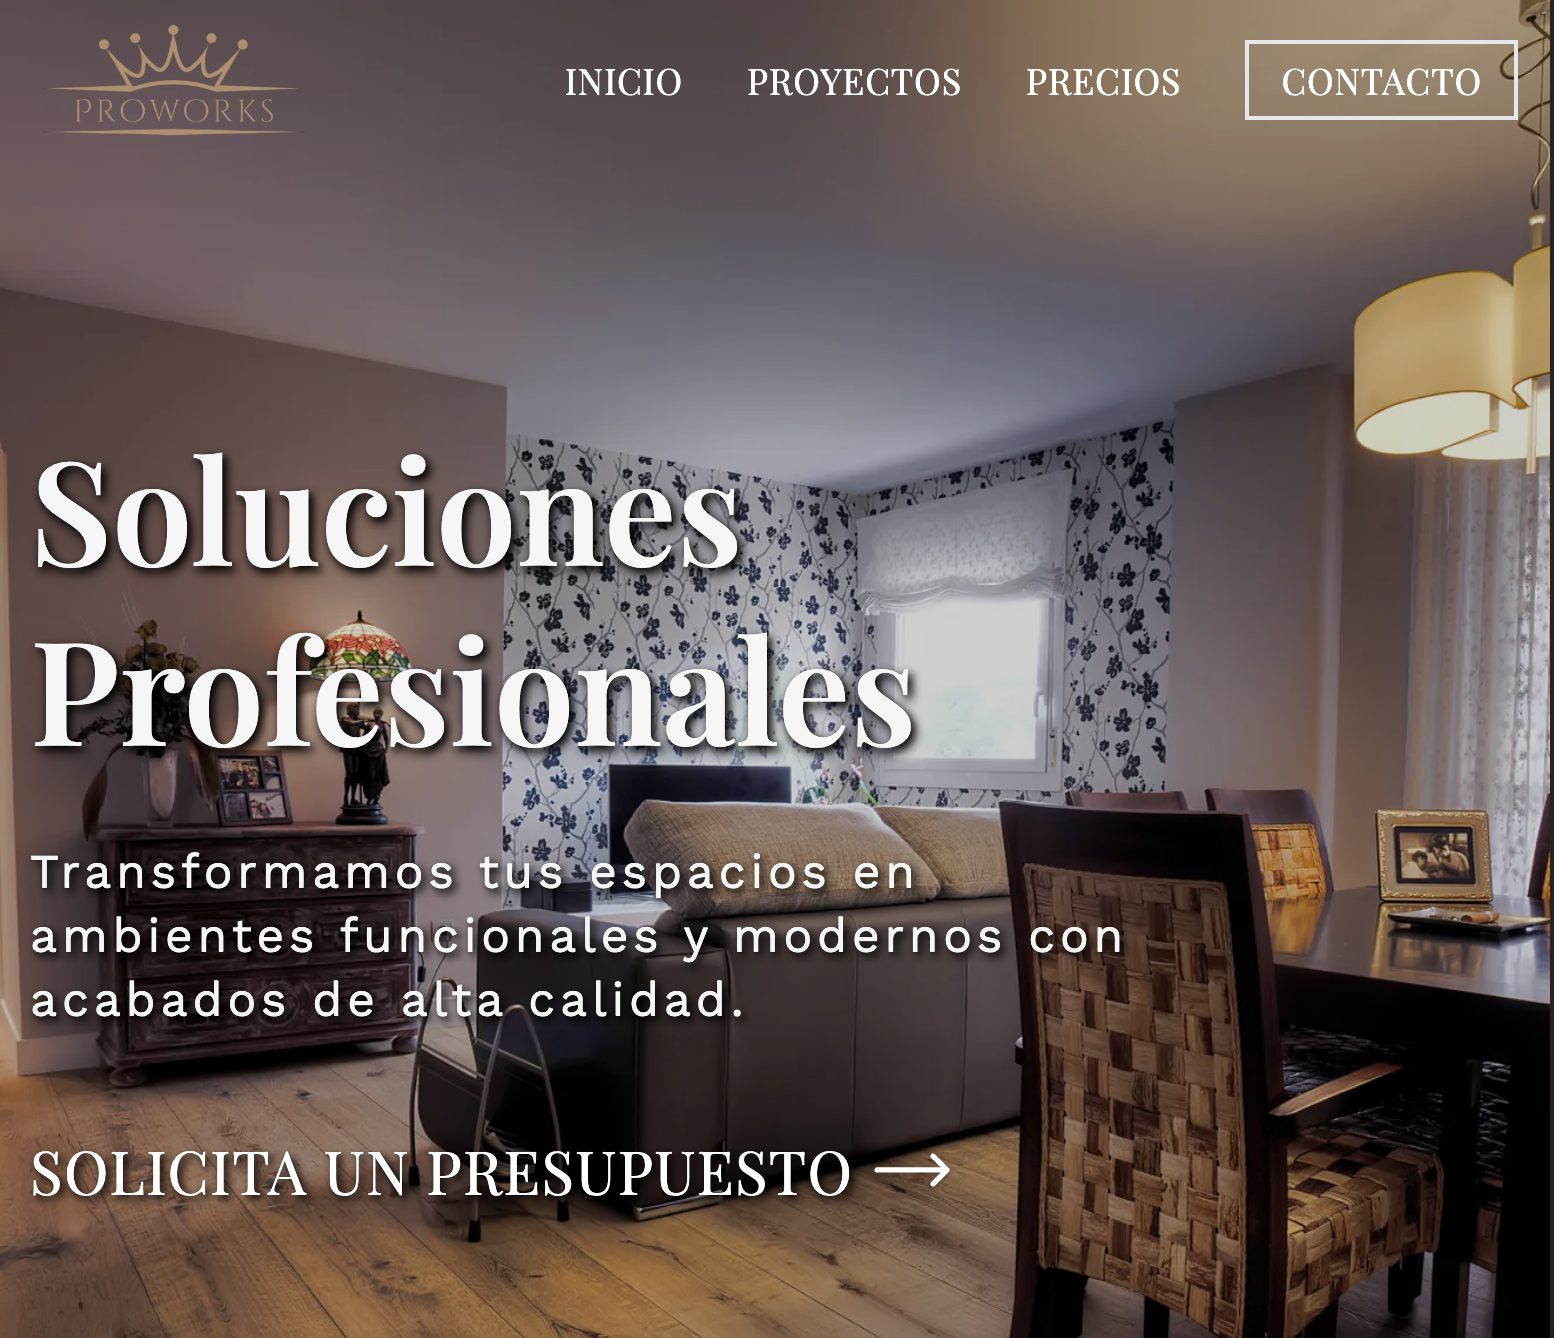 PROWORKS
INICIO PROYECTOS PRECIOS CONTACTO
Soluciones
Profesionales
Transformamos tus espacios en
ambientes funcionales y modernos con
acabados de alta calidad.
SOLICITA UN PRESUPUESTO